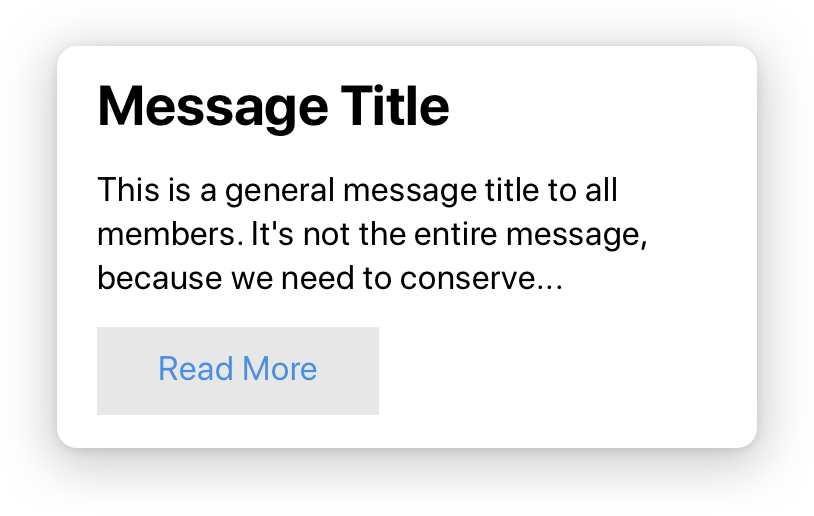 Message Title
This is a general message title to all
members. It's not the entire message,
because we need to conserve...
Read More